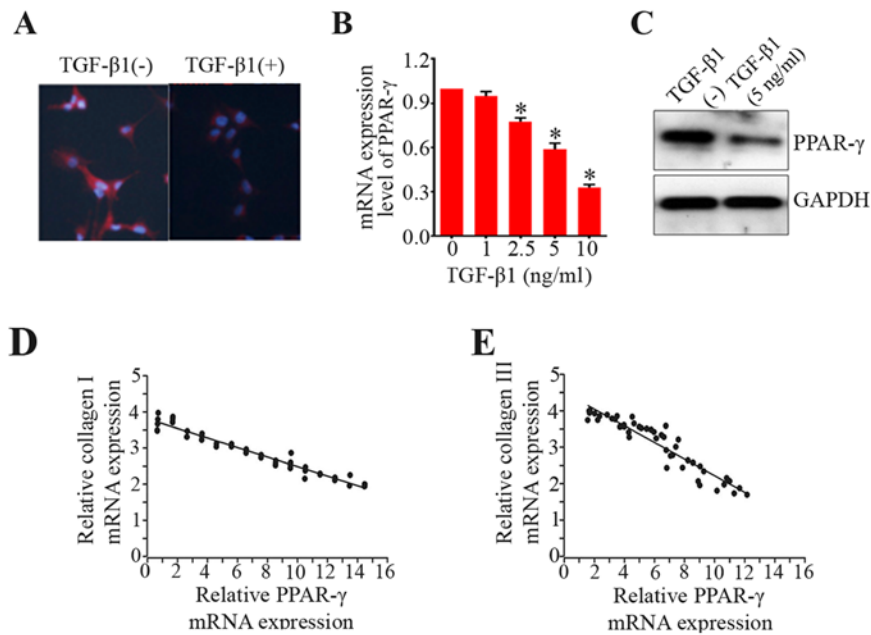 A
TGF-β1(-)
TGF-β1(+)
B
mRNA expression
level of PPAR-γ
1.2
0.9
0.6
0.3
0.0
*
*
*
0 1 2.5 5 10
TGF-β1 (ng/ml)
C
TGF-β1
(-)
TGF-β1
(5 ng/ml)
PPAR-γ
GAPDH
D
Relative collagen I
mRNA expression
5
4
3
2
1
0
0 2 4 6 8 10 12 14 16
Relative PPAR-γ
mRNA expression
E
Relative collagen III
mRNA expression
5
4
3
2
1
0
0 2 4 6 8 10 12 14 16
Relative PPAR-γ
mRNA expression